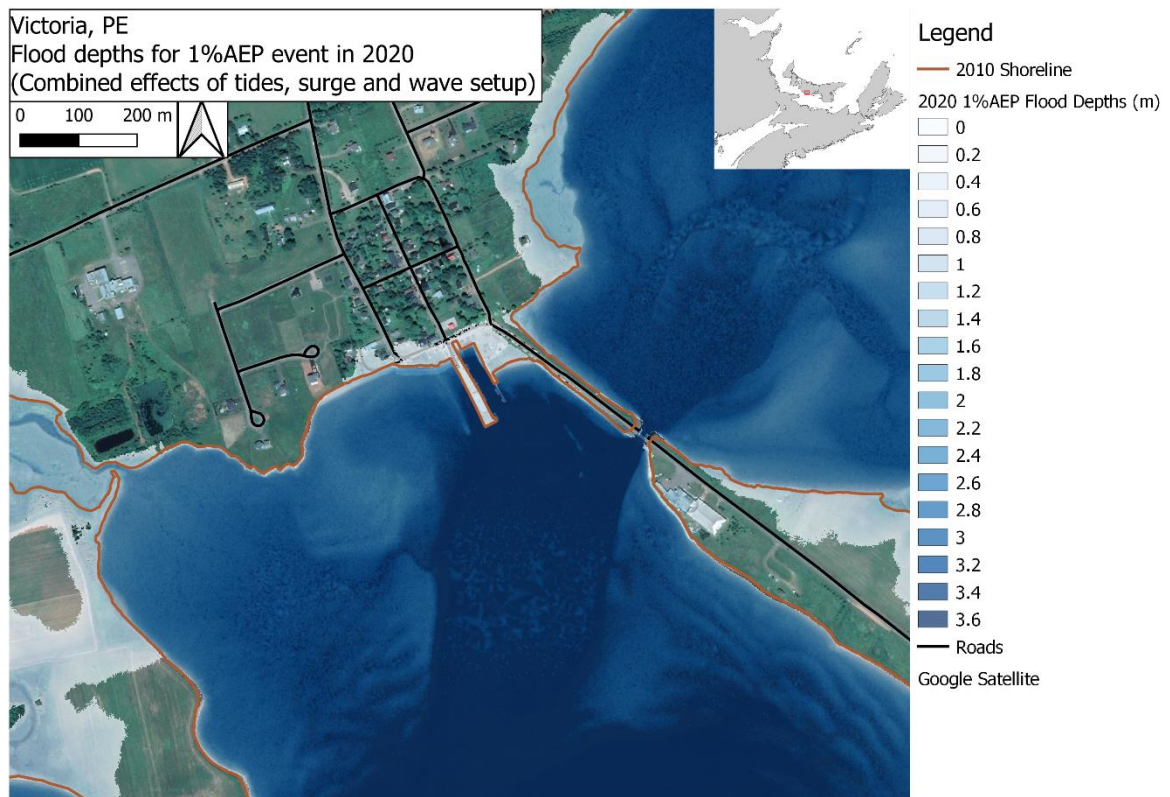 Victoria, PE
Flood depths for 1%AEP event in 2020
(Combined effects of tides, surge and wave setup)
0 100 200 m
Legend
2010 Shoreline
2020 1%AEP Flood Depths (m)
0
0.2
0.4
0.6
0.8
1
1.2
1.4
1.6
1.8
2
2.2
2.4
2.6
2.8
3
3.2
3.4
3.6
Roads
Google Satellite